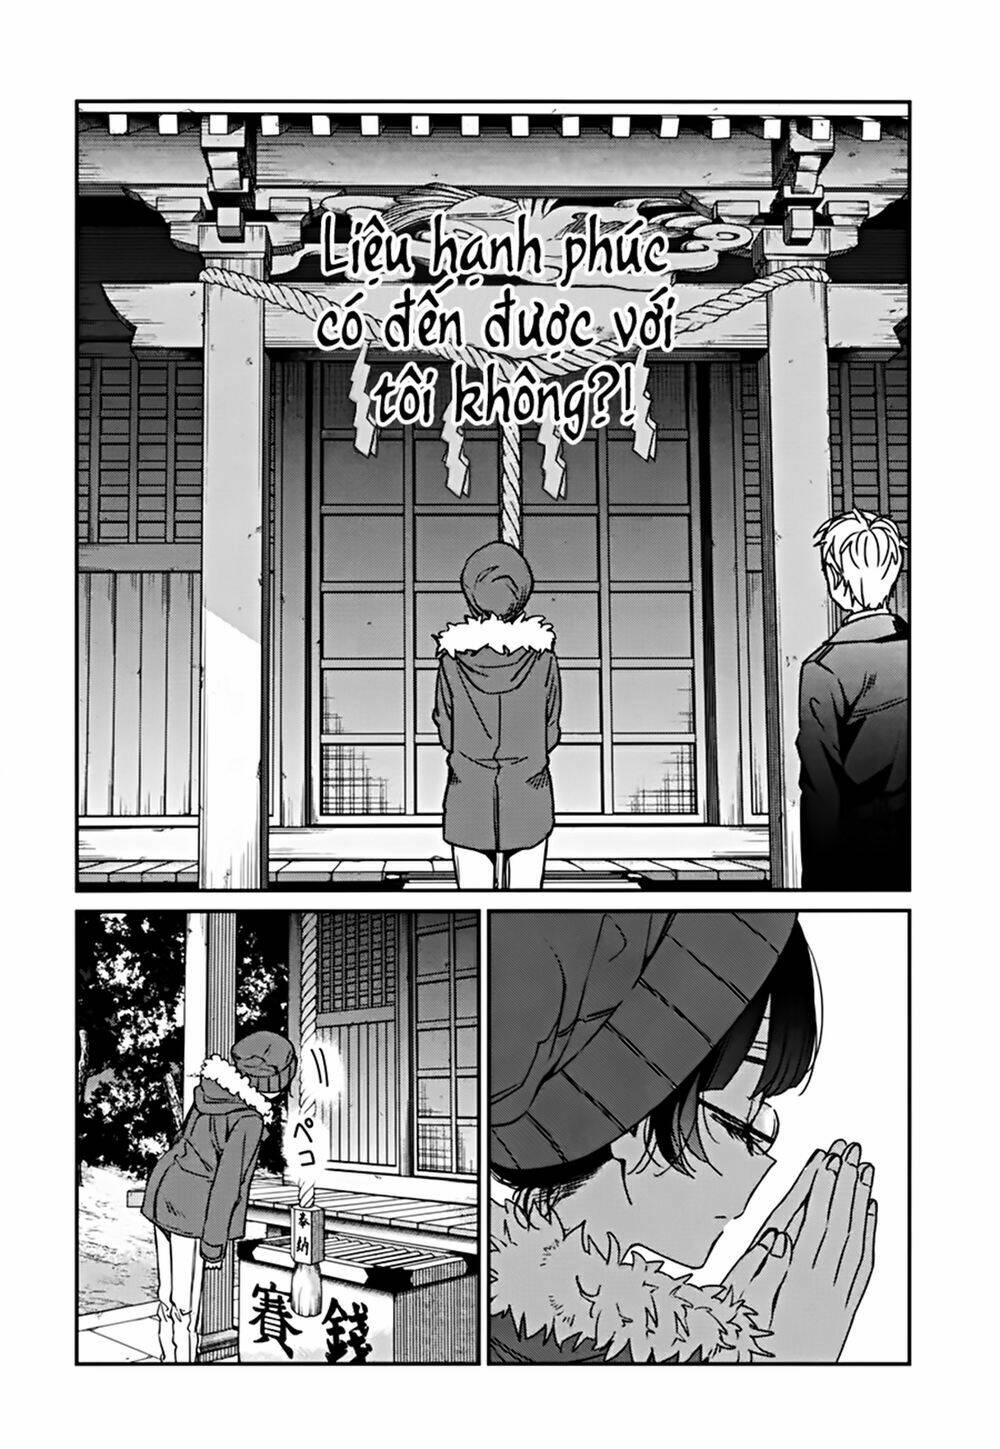 Liệu hạnh phúc
có đến được với
tôi không?!
ペコ
奉納
賽銭